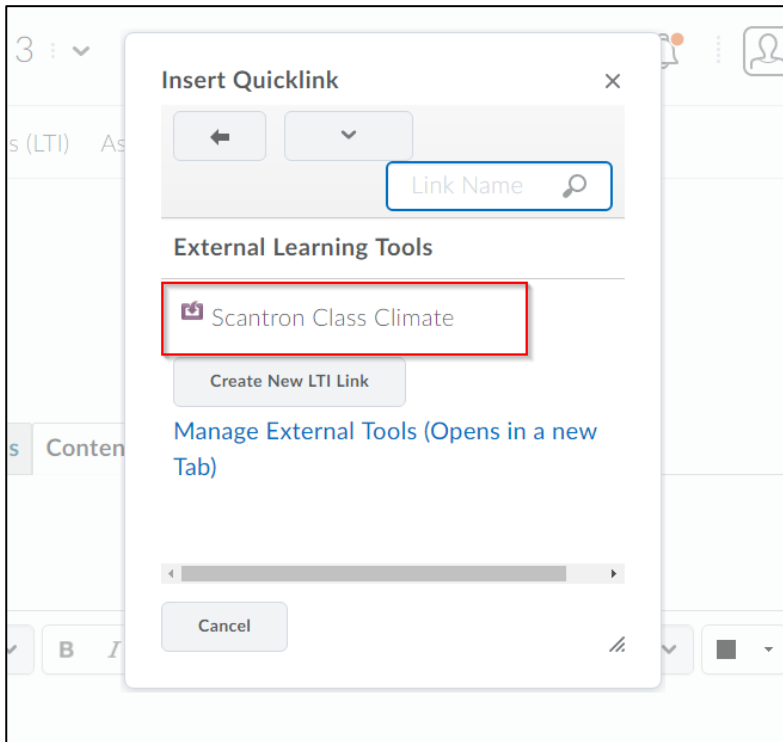 3
Insert Quicklink
s (LTI) As
Link Name
External Learning Tools
Scantron Class Climate
Create New LTI Link
Manage External Tools (Opens in a new
Tab)
s Conten
Cancel
B I